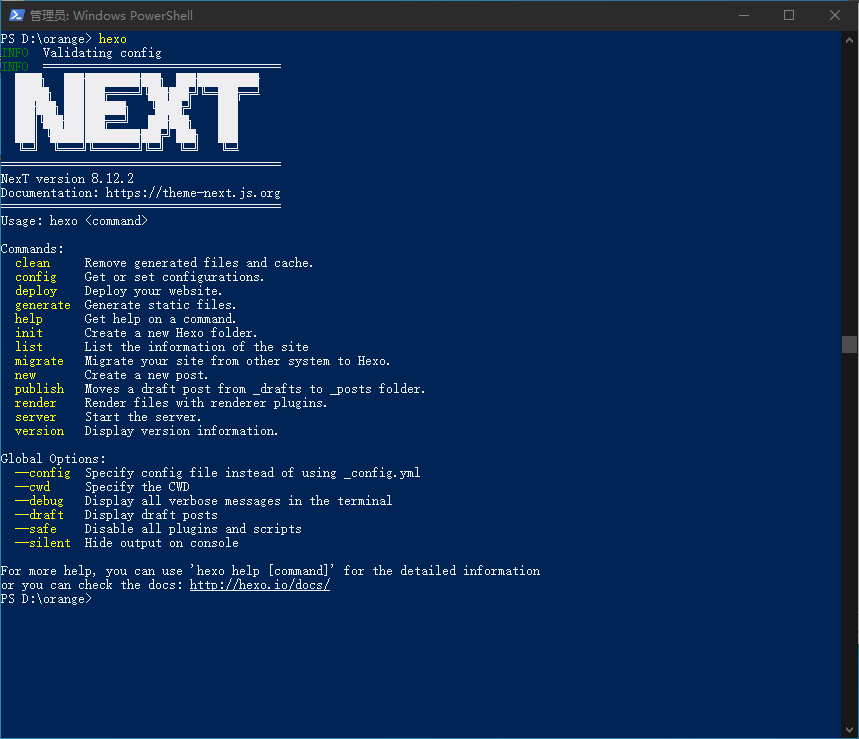 管理员: Windows PowerShell
PS D:\orange> hexo
INFO  Validating config
INFO  ========================================
NEXT
========================================
NexT version 8.12.2
Documentation: https://theme-next.js.org
========================================
Usage: hexo <command>
Commands:
clean     Remove generated files and cache.
config    Get or set configurations.
deploy    Deploy your website.
generate  Generate static files.
help      Get help on a command.
init      Create a new Hexo folder.
list      List the information of the site
migrate   Migrate your site from other system to Hexo.
new       Create a new post.
publish   Moves a draft post from _drafts to _posts folder.
render    Render files with renderer plugins.
server    Start the server.
version   Display version information.
Global Options:
--config  Specify config file instead of using _config.yml
--cwd     Specify the CWD
--debug   Display all verbose messages in the terminal
--draft   Display draft posts
--safe    Disable all plugins and scripts
--silent  Hide output on console
For more help, you can use 'hexo help [command]' for the detailed information
or you can check the docs: http://hexo.io/docs/
PS D:\orange>